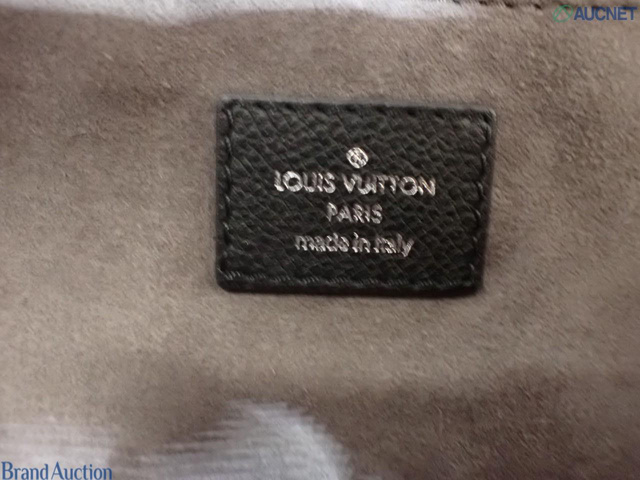 AUCNET
LOUIS VUITTON
PARIS
made in Italy
Brand Auction